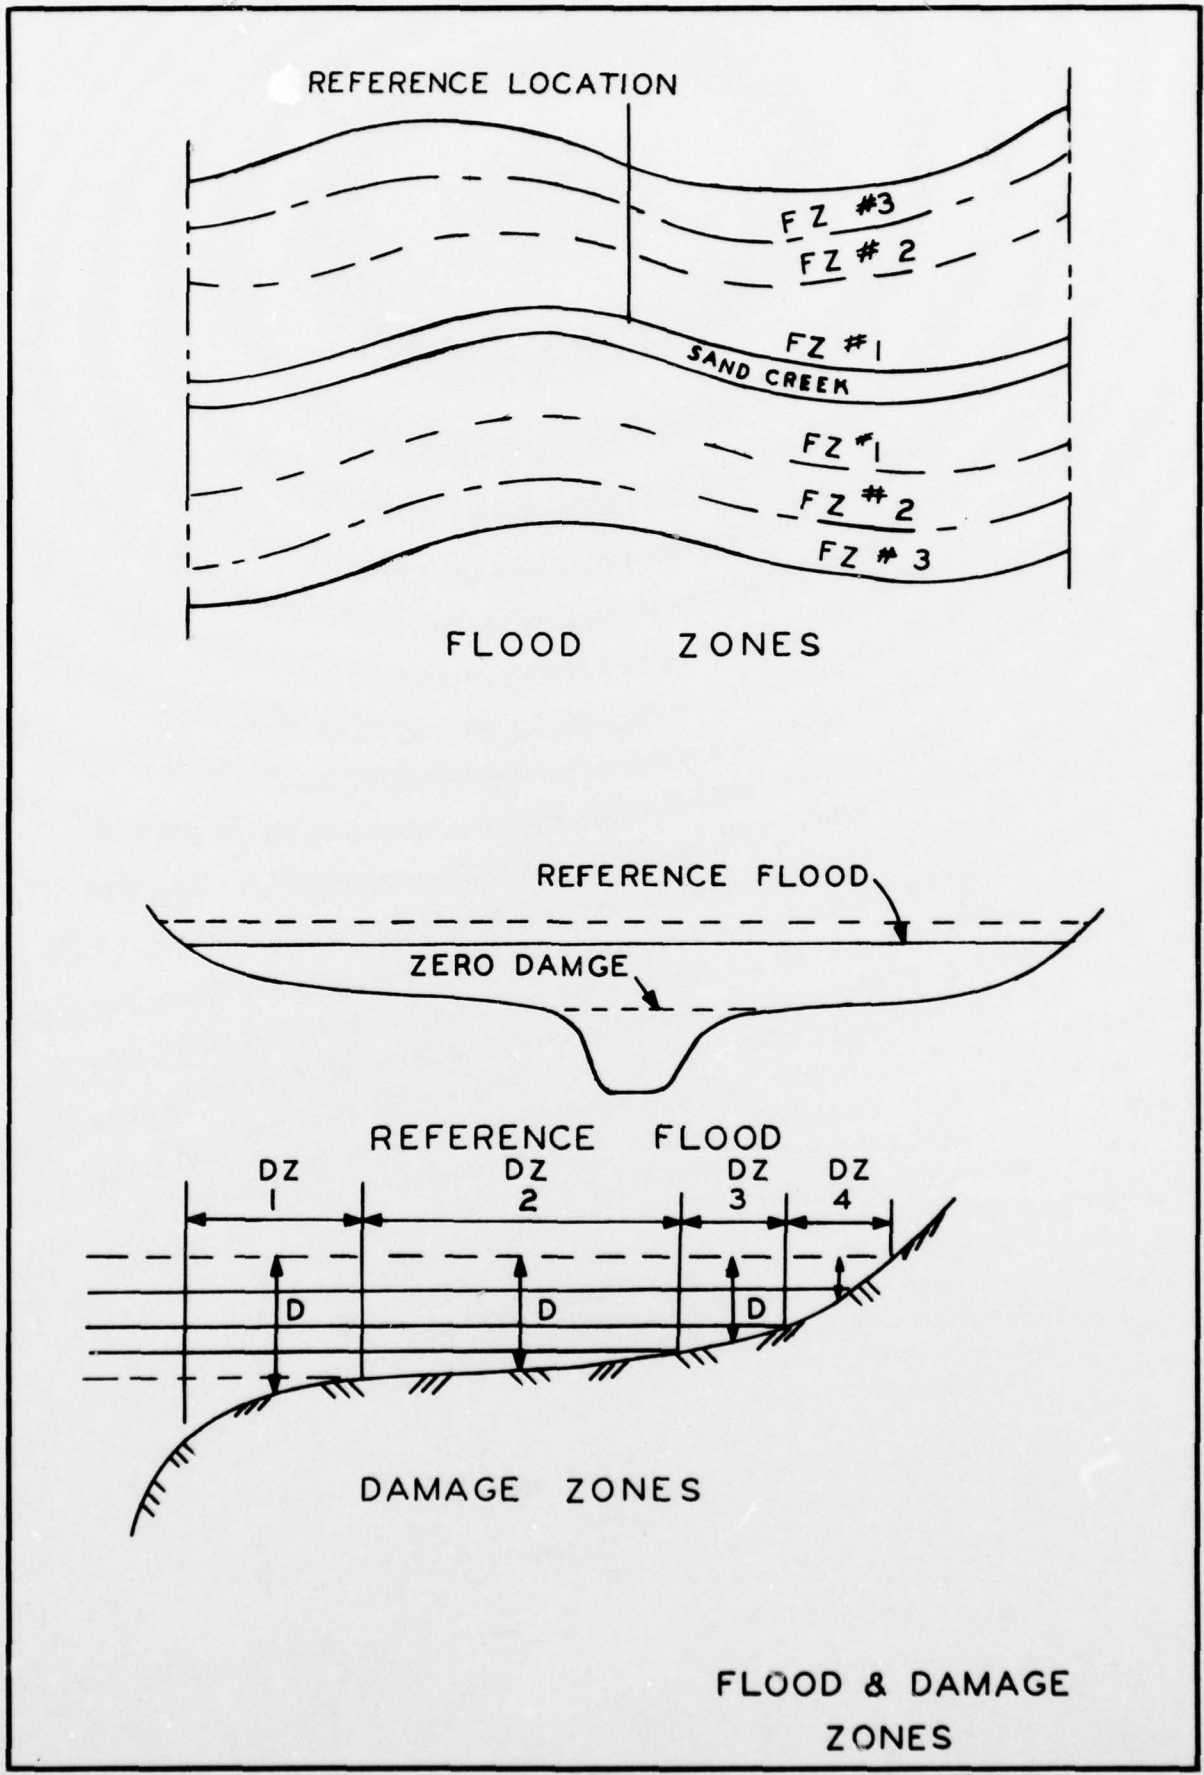 REFERENCE LOCATION
FZ #3
FZ # 2
FZ #1
SAND CREEK
FZ #1
FZ # 2
FZ # 3
FLOOD ZONES
REFERENCE FLOOD
ZERO DAMGE
REFERENCE FLOOD
DZ DZ DZ DZ
1 2 3 4
D D D
DAMAGE ZONES
FLOOD & DAMAGE
ZONES